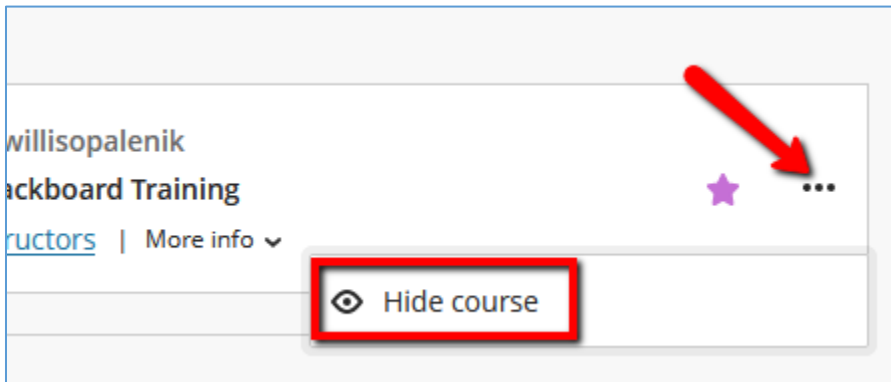 willisopalenik
ackboard Training
ructors | More info
Hide course